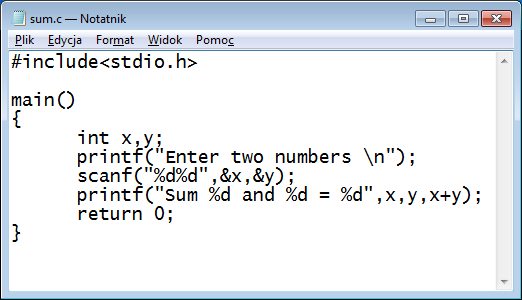 sum.c — Notatnik
Plik Edycja Format Widok Pomoc
#include<stdio.h>

main()
{
      int x,y;
      printf("Enter two numbers \n");
      scanf("%d%d",&x,&y);
      printf("Sum %d and %d = %d",x,y,x+y);
      return 0;
}